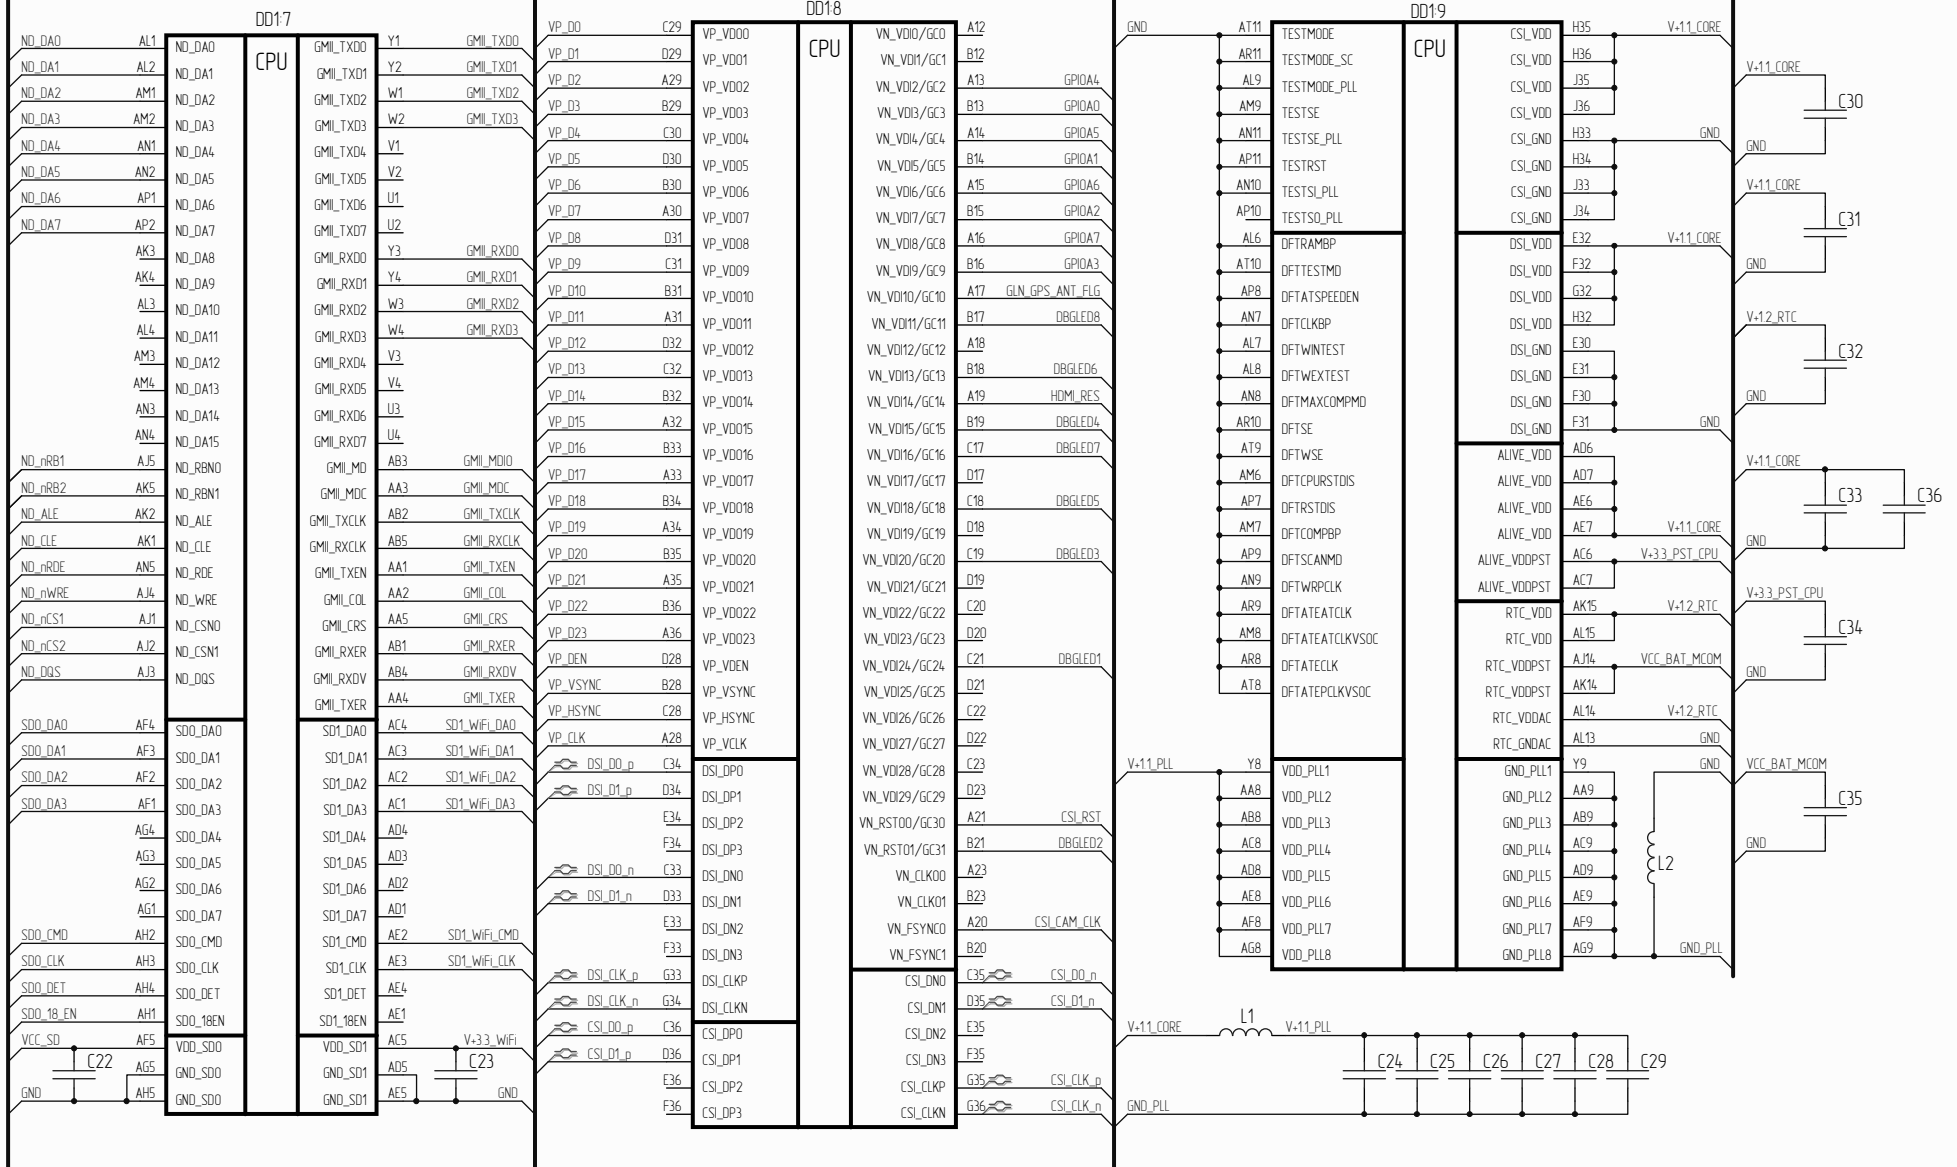 DD1:7
CPU
ND_DA0 AL1 ND_DA0 GMII_TXD0 Y1 GMII_TXD0
ND_DA1 AL2 ND_DA1 GMII_TXD1 Y2 GMII_TXD1
ND_DA2 AM1 ND_DA2 GMII_TXD2 W1 GMII_TXD2
ND_DA3 AM2 ND_DA3 GMII_TXD3 W2 GMII_TXD3
ND_DA4 AN1 ND_DA4 GMII_TXD4 V1
ND_DA5 AN2 ND_DA5 GMII_TXD5 V2
ND_DA6 AP1 ND_DA6 GMII_TXD6 U1
ND_DA7 AP2 ND_DA7 GMII_TXD7 U2
AK3 ND_DA8 GMII_RXD0 Y3 GMII_RXD0
AK4 ND_DA9 GMII_RXD1 Y4 GMII_RXD1
AL3 ND_DA10 GMII_RXD2 W3 GMII_RXD2
AL4 ND_DA11 GMII_RXD3 W4 GMII_RXD3
AM3 ND_DA12 GMII_RXD4 V3
AM4 ND_DA13 GMII_RXD5 V4
AN3 ND_DA14 GMII_RXD6 U3
AN4 ND_DA15 GMII_RXD7 U4
ND_nRB1 AJ5 ND_RBN0 GMII_MD AB3 GMII_MDIO
ND_nRB2 AK5 ND_RBN1 GMII_MDC AA3 GMII_MDC
ND_ALE AK2 ND_ALE GMII_TXCLK AB2 GMII_TXCLK
ND_CLE AK1 ND_CLE GMII_RXCLK AB5 GMII_RXCLK
ND_nRDE AN5 ND_RDE GMII_TXEN AA1 GMII_TXEN
ND_nWRE AJ4 ND_WRE GMII_COL AA2 GMII_COL
ND_nCS1 AJ1 ND_CSN0 GMII_CRS AA5 GMII_CRS
ND_nCS2 AJ2 ND_CSN1 GMII_RXER AB1 GMII_RXER
ND_DQS AJ3 ND_DQS GMII_RXDV AB4 GMII_RXDV
GMII_TXER AA4 GMII_TXER
SD0_DA0 AF4 SD0_DA0 SD1_DA0 AC4 SD1_WiFi_DA0
SD0_DA1 AF3 SD0_DA1 SD1_DA1 AC3 SD1_WiFi_DA1
SD0_DA2 AF2 SD0_DA2 SD1_DA2 AC2 SD1_WiFi_DA2
SD0_DA3 AF1 SD0_DA3 SD1_DA3 AC1 SD1_WiFi_DA3
AG4 SD0_DA4 SD1_DA4 AD4
AG3 SD0_DA5 SD1_DA5 AD3
AG2 SD0_DA6 SD1_DA6 AD2
AG1 SD0_DA7 SD1_DA7 AD1
SD0_CMD AH2 SD0_CMD SD1_CMD AE2 SD1_WiFi_CMD
SD0_CLK AH3 SD0_CLK SD1_CLK AE3 SD1_WiFi_CLK
SD0_DET AH4 SD0_DET SD1_DET AE4
SD0_18_EN AH1 SD0_18EN SD1_18EN AE1
VCC_SD AF5 VDD_SD0 VDD_SD1 AC5 V+3.3_WiFi
C22 AG5 GND_SD0 GND_SD1 AD5 C23
GND AH5 GND_SD0 GND_SD1 AE5 GND
DD1:8
CPU
VP_D0 C29 VP_VD00 VN_VDI0/GC0 A12
VP_D1 D29 VP_VD01 VN_VDI1/GC1 B12
VP_D2 A29 VP_VD02 VN_VDI2/GC2 A13 GPIOA4
VP_D3 B29 VP_VD03 VN_VDI3/GC3 B13 GPIOA0
VP_D4 C30 VP_VD04 VN_VDI4/GC4 A14 GPIOA5
VP_D5 D30 VP_VD05 VN_VDI5/GC5 B14 GPIOA1
VP_D6 B30 VP_VD06 VN_VDI6/GC6 A15 GPIOA6
VP_D7 A30 VP_VD07 VN_VDI7/GC7 B15 GPIOA2
VP_D8 D31 VP_VD08 VN_VDI8/GC8 A16 GPIOA7
VP_D9 C31 VP_VD09 VN_VDI9/GC9 B16 GPIOA3
VP_D10 B31 VP_VD010 VN_VDI10/GC10 A17 GLN_GPS_ANT_FLG
VP_D11 A31 VP_VD011 VN_VDI11/GC11 B17 DBGLED8
VP_D12 D32 VP_VD012 VN_VDI12/GC12 A18
VP_D13 C32 VP_VD013 VN_VDI13/GC13 B18 DBGLED6
VP_D14 B32 VP_VD014 VN_VDI14/GC14 A19 HDMI_RES
VP_D15 A32 VP_VD015 VN_VDI15/GC15 B19 DBGLED4
VP_D16 B33 VP_VD016 VN_VDI16/GC16 C17 DBGLED7
VP_D17 A33 VP_VD017 VN_VDI17/GC17 D17
VP_D18 B34 VP_VD018 VN_VDI18/GC18 C18 DBGLED5
VP_D19 A34 VP_VD019 VN_VDI19/GC19 D18
VP_D20 B35 VP_VD020 VN_VDI20/GC20 C19 DBGLED3
VP_D21 A35 VP_VD021 VN_VDI21/GC21 D19
VP_D22 B36 VP_VD022 VN_VDI22/GC22 C20
VP_D23 A36 VP_VD023 VN_VDI23/GC23 D20
VP_DEN D28 VP_VDEN VN_VDI24/GC24 C21 DBGLED1
VP_VSYNC B28 VP_VSYNC VN_VDI25/GC25 D21
VP_HSYNC C28 VP_HSYNC VN_VDI26/GC26 C22
VP_CLK A28 VP_VCLK VN_VDI27/GC27 D22
DSI_D0_p C34 DSI_DP0 VN_VDI28/GC28 C23
DSI_D1_p D34 DSI_DP1 VN_VDI29/GC29 D23
E34 DSI_DP2 VN_RST00/GC30 A21 CSI_RST
F34 DSI_DP3 VN_RST01/GC31 B21 DBGLED2
DSI_D0_n C33 DSI_DN0 VN_CLK00 A23
DSI_D1_n D33 DSI_DN1 VN_CLK01 B23
E33 DSI_DN2 VN_FSYNC0 A20 CSI_CAM_CLK
F33 DSI_DN3 VN_FSYNC1 B20
DSI_CLK_p G33 DSI_CLKP CSI_DN0 C35 CSI_D0_n
DSI_CLK_n G34 DSI_CLKN CSI_DN1 D35 CSI_D1_n
CSI_D0_p C36 CSI_DP0 CSI_DN2 E35
CSI_D1_p D36 CSI_DP1 CSI_DN3 F35
E36 CSI_DP2 CSI_CLKP G35 CSI_CLK_p
F36 CSI_DP3 CSI_CLKN G36 CSI_CLK_n
DD1:9
CPU
GND AT11 TESTMODE CSI_VDD H35 V+1.1_CORE
AR11 TESTMODE_SC CSI_VDD H36
AL9 TESTMODE_PLL CSI_VDD J35
AM9 TESTSE CSI_VDD J36
AN11 TESTSE_PLL CSI_GND H33 GND
AP11 TESTRST CSI_GND H34
AN10 TESTSI_PLL CSI_GND J33
AP10 TESTSO_PLL CSI_GND J34
AL6 DFTRAMBP DSI_VDD E32 V+1.1_CORE
AT10 DFTTESTMD DSI_VDD F32
AP8 DFTATSPEEDEN DSI_VDD G32
AN7 DFTCLKBP DSI_VDD H32
AL7 DFTWINTEST DSI_GND E30
AL8 DFTWEXTEST DSI_GND E31
AN8 DFTMAXCOMPMD DSI_GND F30
AR10 DFTSE DSI_GND F31 GND
AT9 DFTWSE ALIVE_VDD AD6
AM6 DFTCPURSTDIS ALIVE_VDD AD7
AP7 DFTRSTDIS ALIVE_VDD AE6
AM7 DFTCOMPBP ALIVE_VDD AE7 V+1.1_CORE
AP9 DFTSCANMD ALIVE_VDDPST AC6 V+3.3_PST_CPU
AN9 DFTWRPCLK ALIVE_VDDPST AC7
AR9 DFTATEATCLK RTC_VDD AK15 V+1.2_RTC
AM8 DFTATEATCLKVSOC RTC_VDD AL15
AR8 DFTATECLK RTC_VDDPST AJ14 VCC_BAT_MCOM
AT8 DFTATEPCLKVSOC RTC_VDDPST AK14
RTC_VDDAC AL14 V+1.2_RTC
RTC_GNDAC AL13 GND
V+1.1_PLL Y8 VDD_PLL1 GND_PLL1 Y9 GND
AA8 VDD_PLL2 GND_PLL2 AA9
AB8 VDD_PLL3 GND_PLL3 AB9
AC8 VDD_PLL4 GND_PLL4 AC9 L2
AD8 VDD_PLL5 GND_PLL5 AD9
AE8 VDD_PLL6 GND_PLL6 AE9
AF8 VDD_PLL7 GND_PLL7 AF9
AG8 VDD_PLL8 GND_PLL8 AG9 GND_PLL
V+1.1_CORE L1 V+1.1_PLL
C24 C25 C26 C27 C28 C29
GND_PLL
V+1.1_CORE
C30
GND
V+1.1_CORE
C31
GND
V+1.2_RTC
C32
GND
V+1.1_CORE
C33 C36
GND
V+3.3_PST_CPU
C34
GND
VCC_BAT_MCOM
C35
GND